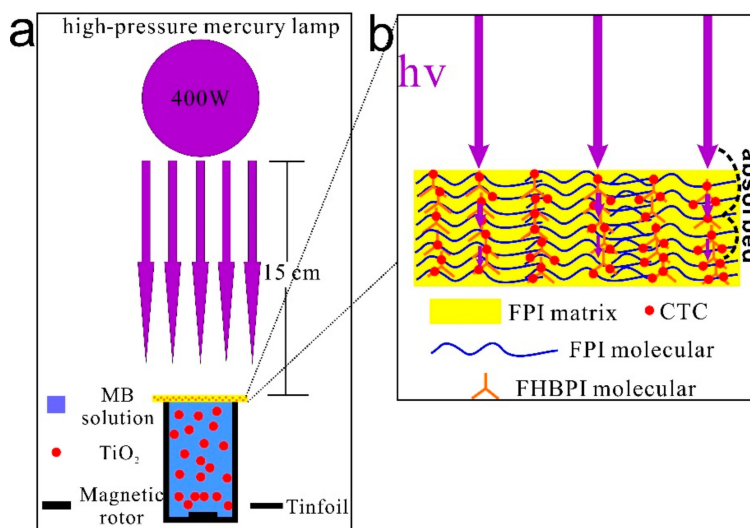 a
high-pressure mercury lamp
400W
15 cm
MB
solution
TiO₂
Magnetic
rotor
Tinfoil
b
hv
absorbed
FPI matrix
CTC
FPI molecular
FHBPI molecular